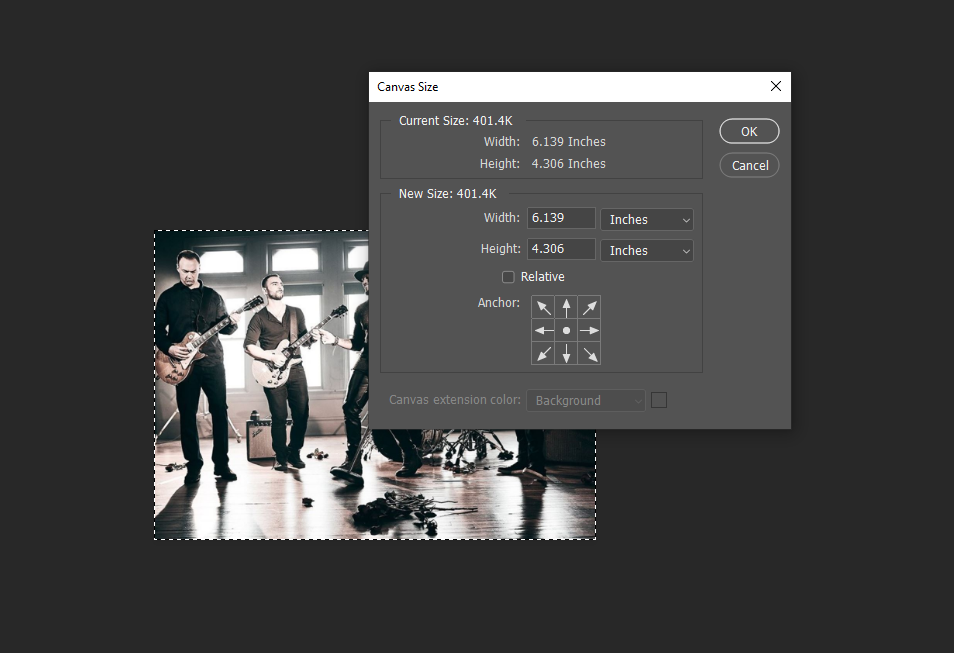 Canvas Size
Current Size: 401.4K
Width: 6.139 Inches
Height: 4.306 Inches
OK
Cancel
New Size: 401.4K
Width: 6.139 Inches
Height: 4.306 Inches
Relative
Anchor:
Canvas extension color: Background